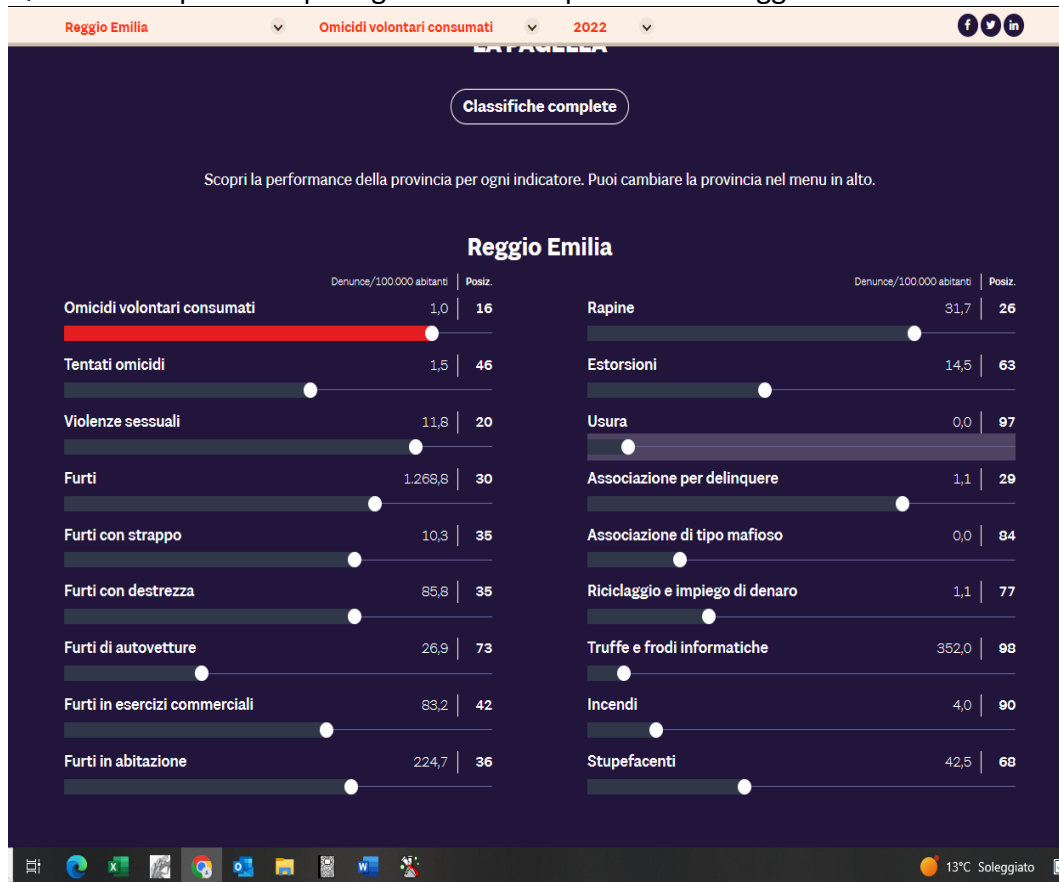 Reggio Emilia Omicidi volontari consumati 2022
LA PAGELLA
Classifiche complete
Scopri la performance della provincia per ogni indicatore. Puoi cambiare la provincia nel menu in alto.
Reggio Emilia
Denunce/100.000 abitanti Posiz.
Omicidi volontari consumati 1,0 16
Tentati omicidi 1,5 46
Violenze sessuali 11,8 20
Furti 1.268,8 30
Furti con strappo 10,3 35
Furti con destrezza 85,8 35
Furti di autovetture 26,9 73
Furti in esercizi commerciali 83,2 42
Furti in abitazione 224,7 36
Denunce/100.000 abitanti Posiz.
Rapine 31,7 26
Estorsioni 14,5 63
Usura 0,0 97
Associazione per delinquere 1,1 29
Associazione di tipo mafioso 0,0 84
Riciclaggio e impiego di denaro 1,1 77
Truffe e frodi informatiche 352,0 98
Incendi 4,0 90
Stupefacenti 42,5 68
13°C Soleggiato